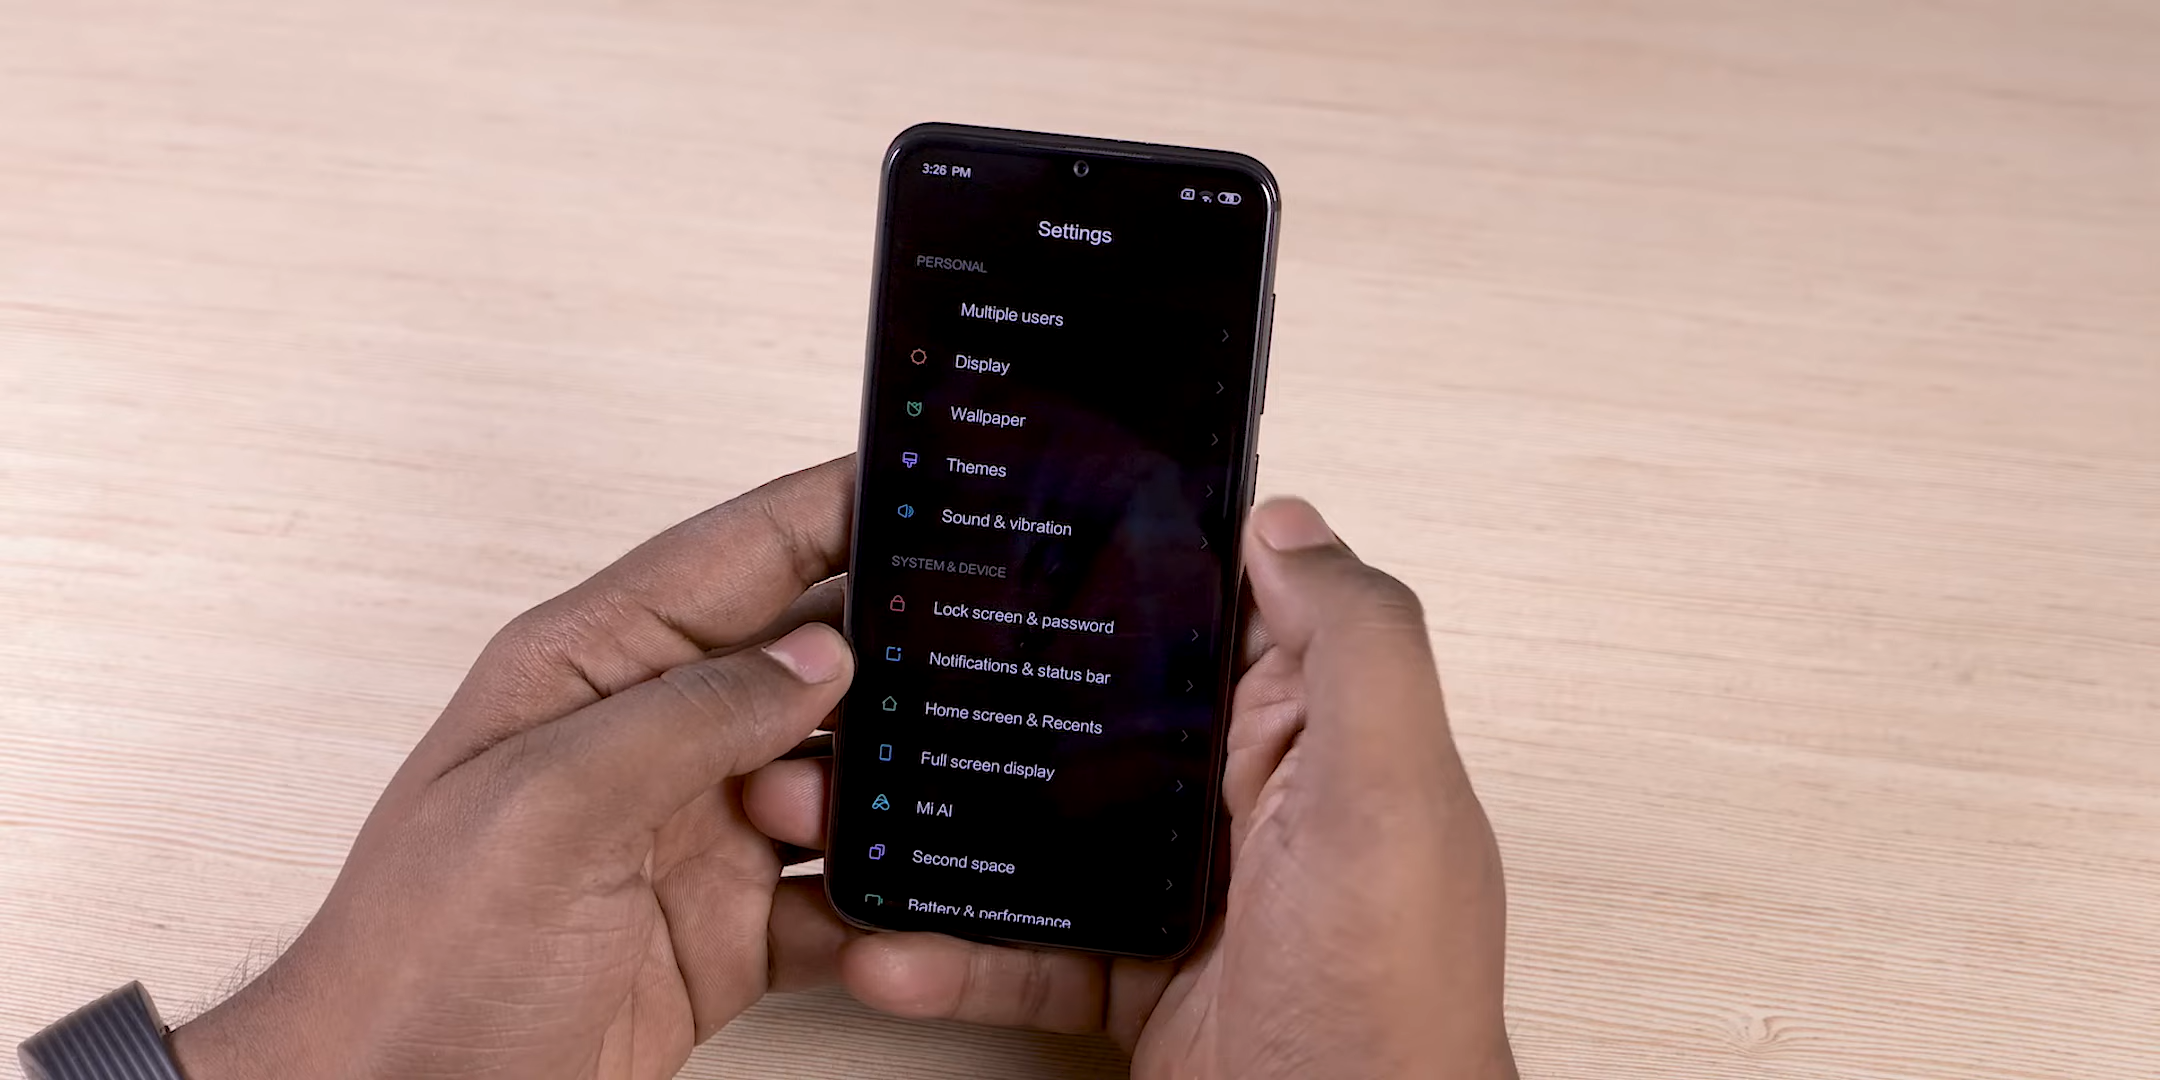 3:26 PM
Settings
PERSONAL
Multiple users
Display
Wallpaper
Themes
Sound & vibration
SYSTEM & DEVICE
Lock screen & password
Notifications & status bar
Home screen & Recents
Full screen display
Mi AI
Second space
Battery & performance